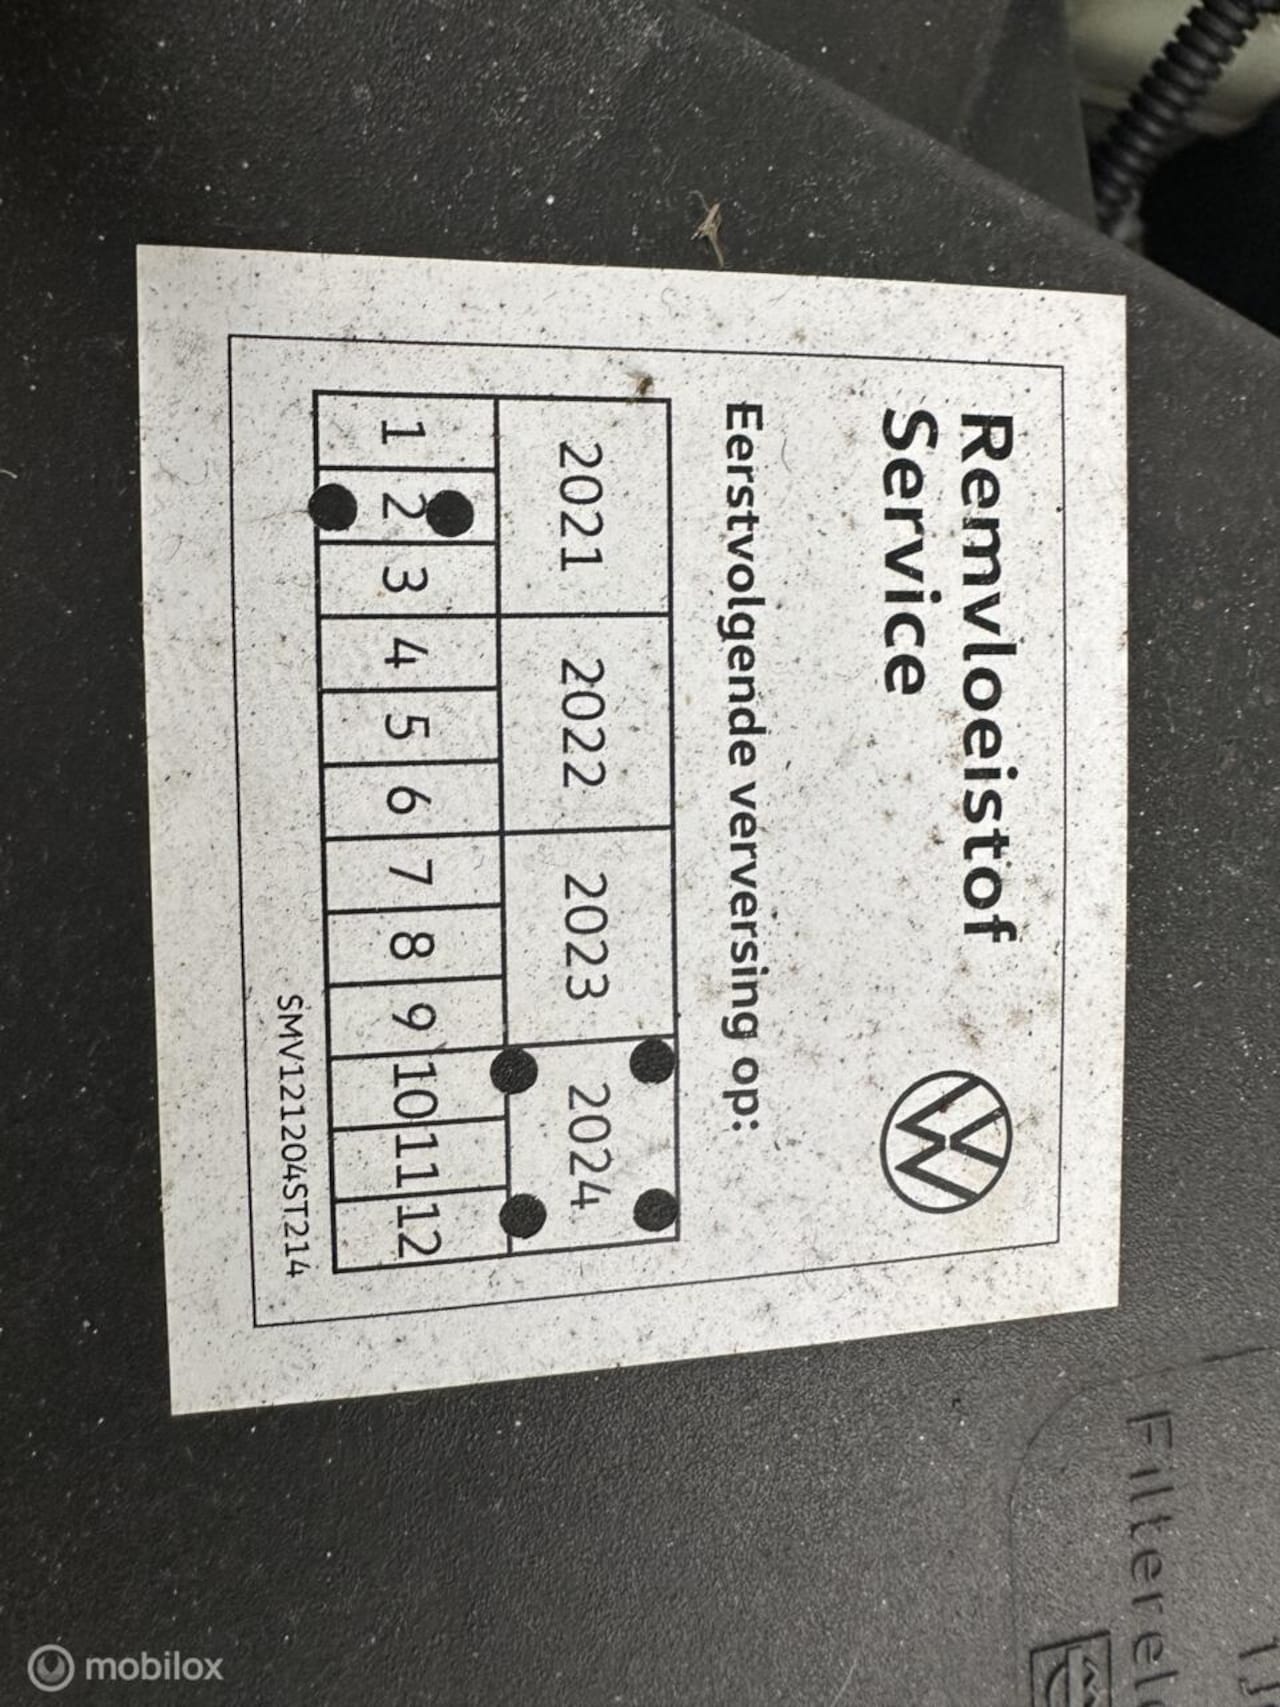 Remvloeistof
Service
Eerstvolgende verversing op:
2021 2022 2023 2024
1 2 3 4 5 6 7 8 9 10 11 12
SMV121204ST214
mobilox